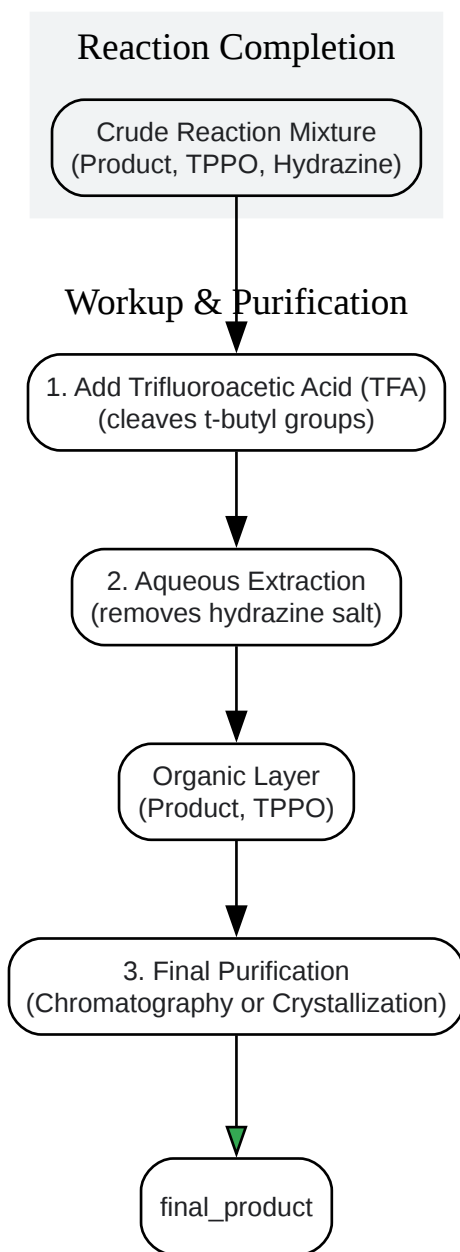 Reaction Completion
Crude Reaction Mixture
(Product, TPPO, Hydrazine)
Workup & Purification
1. Add Trifluoroacetic Acid (TFA)
(cleaves t-butyl groups)
2. Aqueous Extraction
(removes hydrazine salt)
Organic Layer
(Product, TPPO)
3. Final Purification
(Chromatography or Crystallization)
final_product